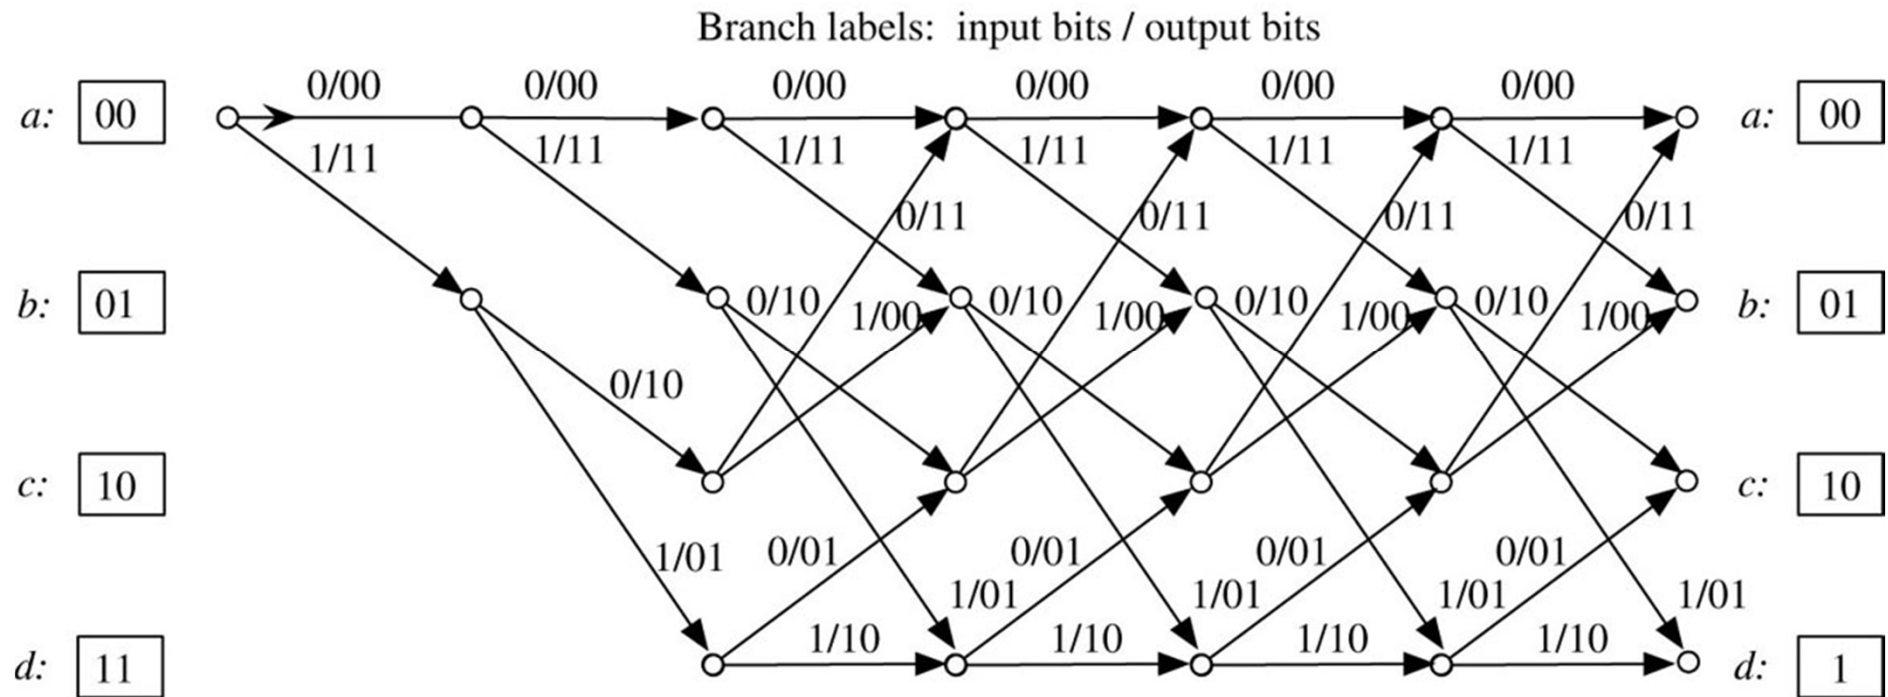 Branch labels: input bits / output bits
0/00 0/00 0/00 0/00 0/00 0/00
a: 00 a: 00
1/11 1/11 1/11 1/11 1/11 1/11
0/11 0/11 0/11 0/11
b: 01 0/10 1/00 0/10 1/00 0/10 1/00 0/10 1/00 b: 01
0/10
c: 10 c: 10
1/01 0/01 0/01 0/01 0/01
1/01 1/01 1/01 1/01
1/10 1/10 1/10 1/10
d: 11 d: 1